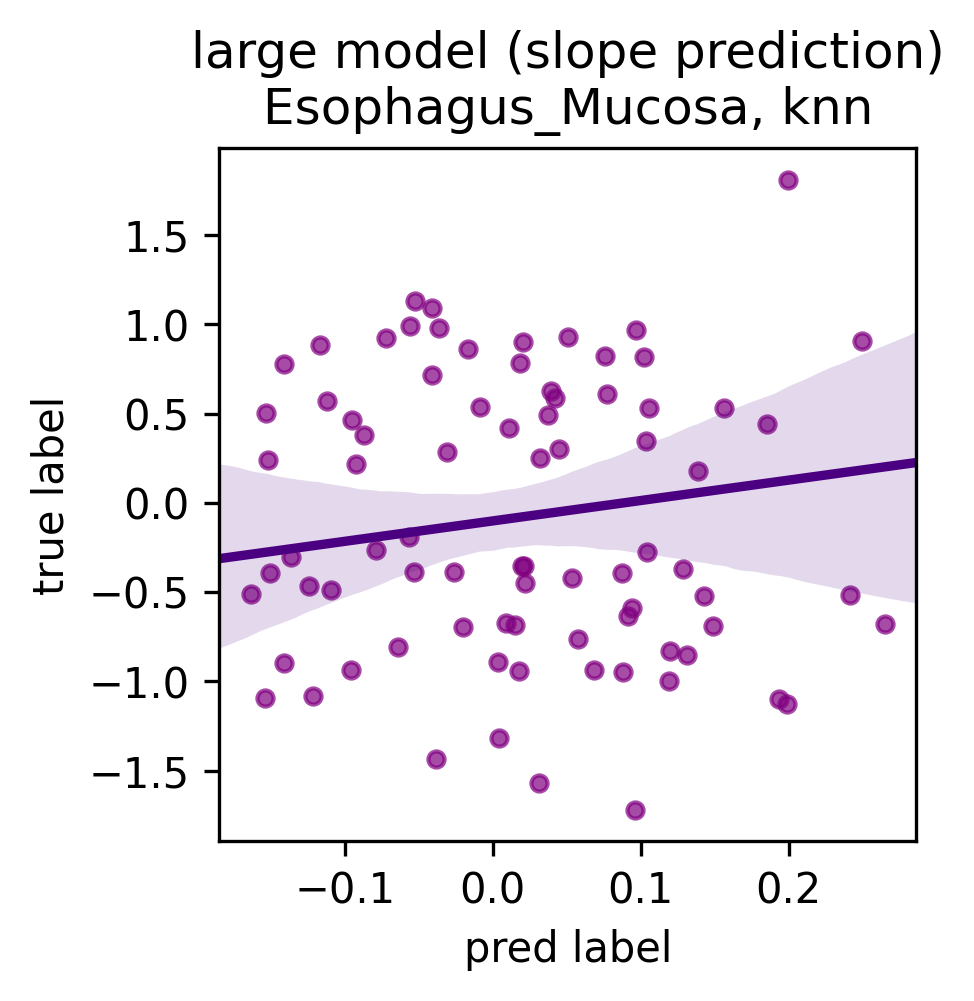 large model (slope prediction)
Esophagus_Mucosa, knn
1.5
1.0
0.5
0.0
−0.5
−1.0
−1.5
true label
−0.1
0.0
0.1
0.2
pred label